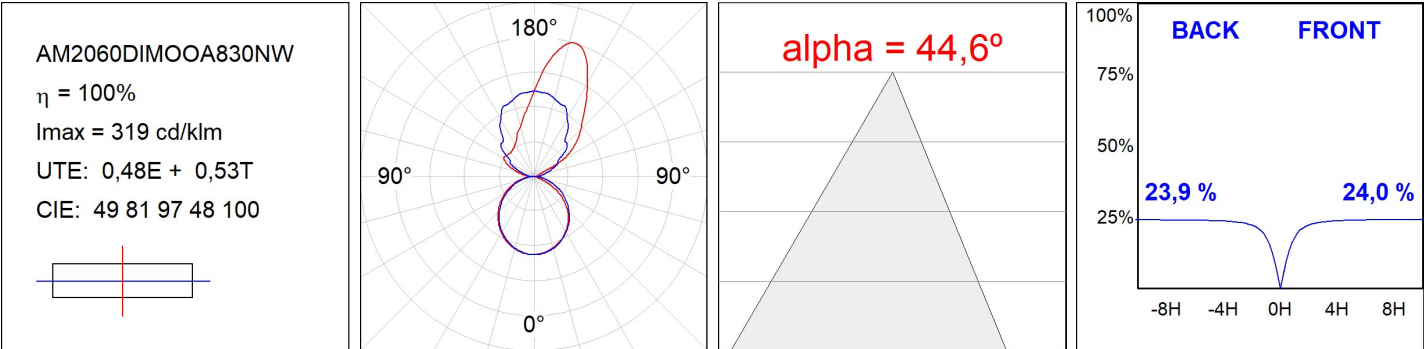 AM2060DIMOOA830NW
η = 100%
Imax = 319 cd/klm
UTE: 0,48E + 0,53T
CIE: 49 81 97 48 100
180°
90° 90°
0°
alpha = 44,6º
100%
BACK FRONT
75%
50%
23,9 % 24,0 %
25%
-8H -4H 0H 4H 8H